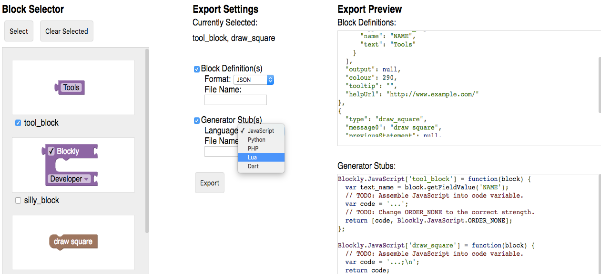 Block Selector
Select
Clear Selected
Tools
tool_block
Blockly
Developer
silly_block
draw square
Export Settings
Currently Selected:
tool_block, draw_square
Block Definition(s)
Format: JSON
File Name:
Generator Stub(s)
Language: JavaScript
Python
PHP
Lua
Dart
File Name
Export
Export Preview
Block Definitions:
"name": "NAME",
"text": "Tools"
}
],
"output": null,
"colour": 290,
"tooltip": "",
"helpUrl": "http://www.example.com/"
},
{
"type": "draw_square",
"message0": "draw square",
"previousStatement": null,
Generator Stubs:
Blockly.JavaScript['tool_block'] = function(block) {
var text_name = block.getFieldValue('NAME');
// TODO: Assemble JavaScript into code variable.
var code = '...';
// TODO: Change ORDER_NONE to the correct strength.
return [code, Blockly.JavaScript.ORDER_NONE];
};
Blockly.JavaScript['draw_square'] = function(block) {
// TODO: Assemble JavaScript into code variable.
var code = '...;\n';
return code;